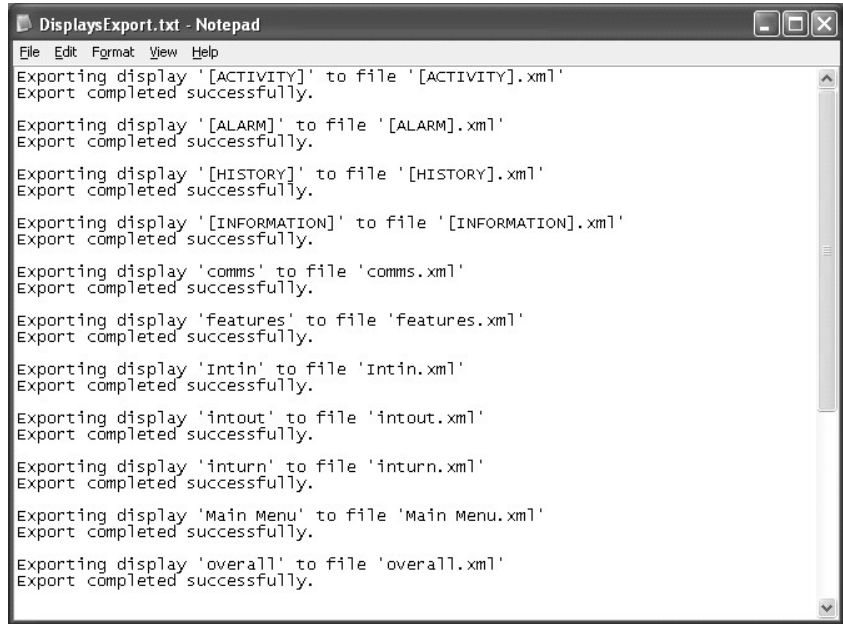 DisplaysExport.txt - Notepad
File Edit Format View Help
Exporting display '[ACTIVITY]' to file '[ACTIVITY].xml'
Export completed successfully.
Exporting display '[ALARM]' to file '[ALARM].xml'
Export completed successfully.
Exporting display '[HISTORY]' to file '[HISTORY].xml'
Export completed successfully.
Exporting display '[INFORMATION]' to file '[INFORMATION].xml'
Export completed successfully.
Exporting display 'comms' to file 'comms.xml'
Export completed successfully.
Exporting display 'features' to file 'features.xml'
Export completed successfully.
Exporting display 'Intin' to file 'Intin.xml'
Export completed successfully.
Exporting display 'intout' to file 'intout.xml'
Export completed successfully.
Exporting display 'inturn' to file 'inturn.xml'
Export completed successfully.
Exporting display 'Main Menu' to file 'Main Menu.xml'
Export completed successfully.
Exporting display 'overall' to file 'overall.xml'
Export completed successfully.